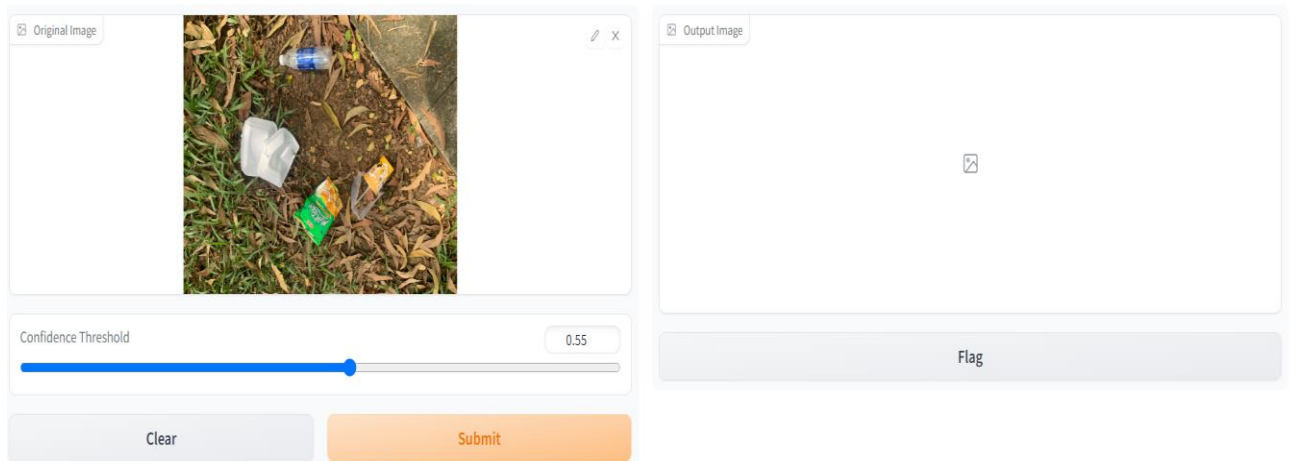 Original Image
Output Image
Confidence Threshold
0.55
Clear
Submit
Flag